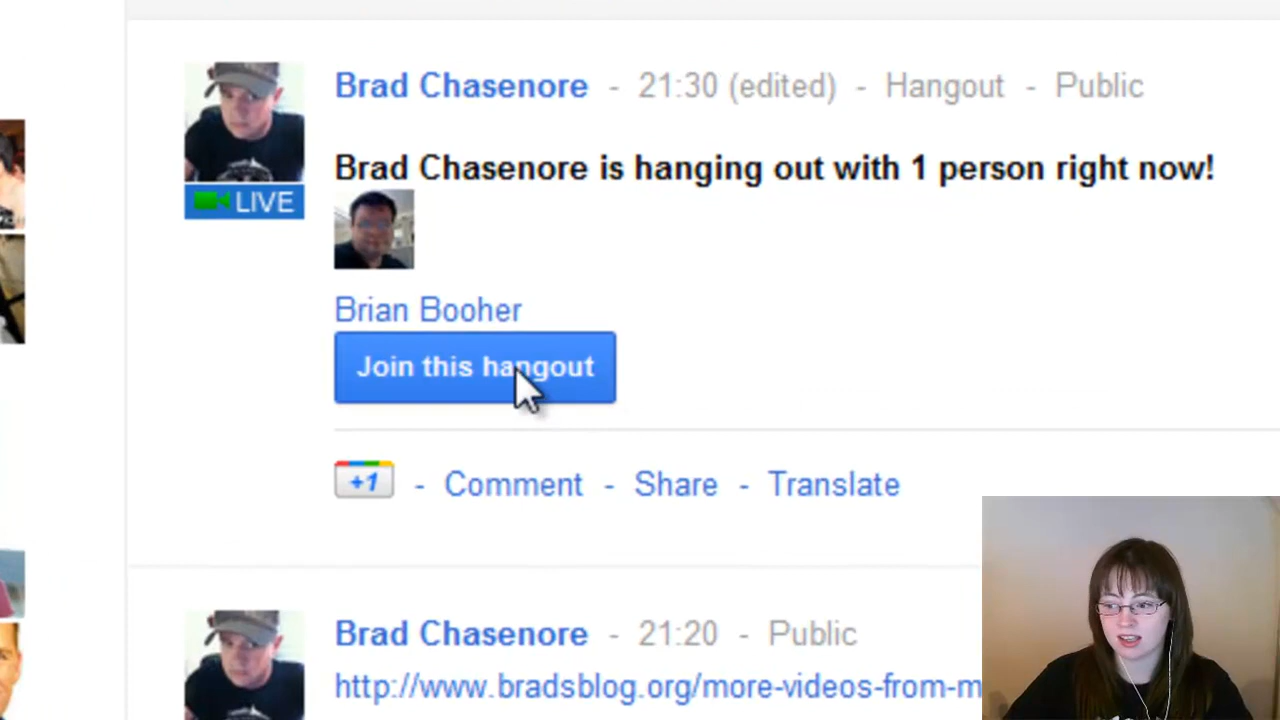 Brad Chasenore - 21:30 (edited) - Hangout - Public
Brad Chasenore is hanging out with 1 person right now!
LIVE
Brian Booher
Join this hangout
+1 - Comment - Share - Translate
Brad Chasenore - 21:20 - Public
http://www.bradsblog.org/more-videos-from-m